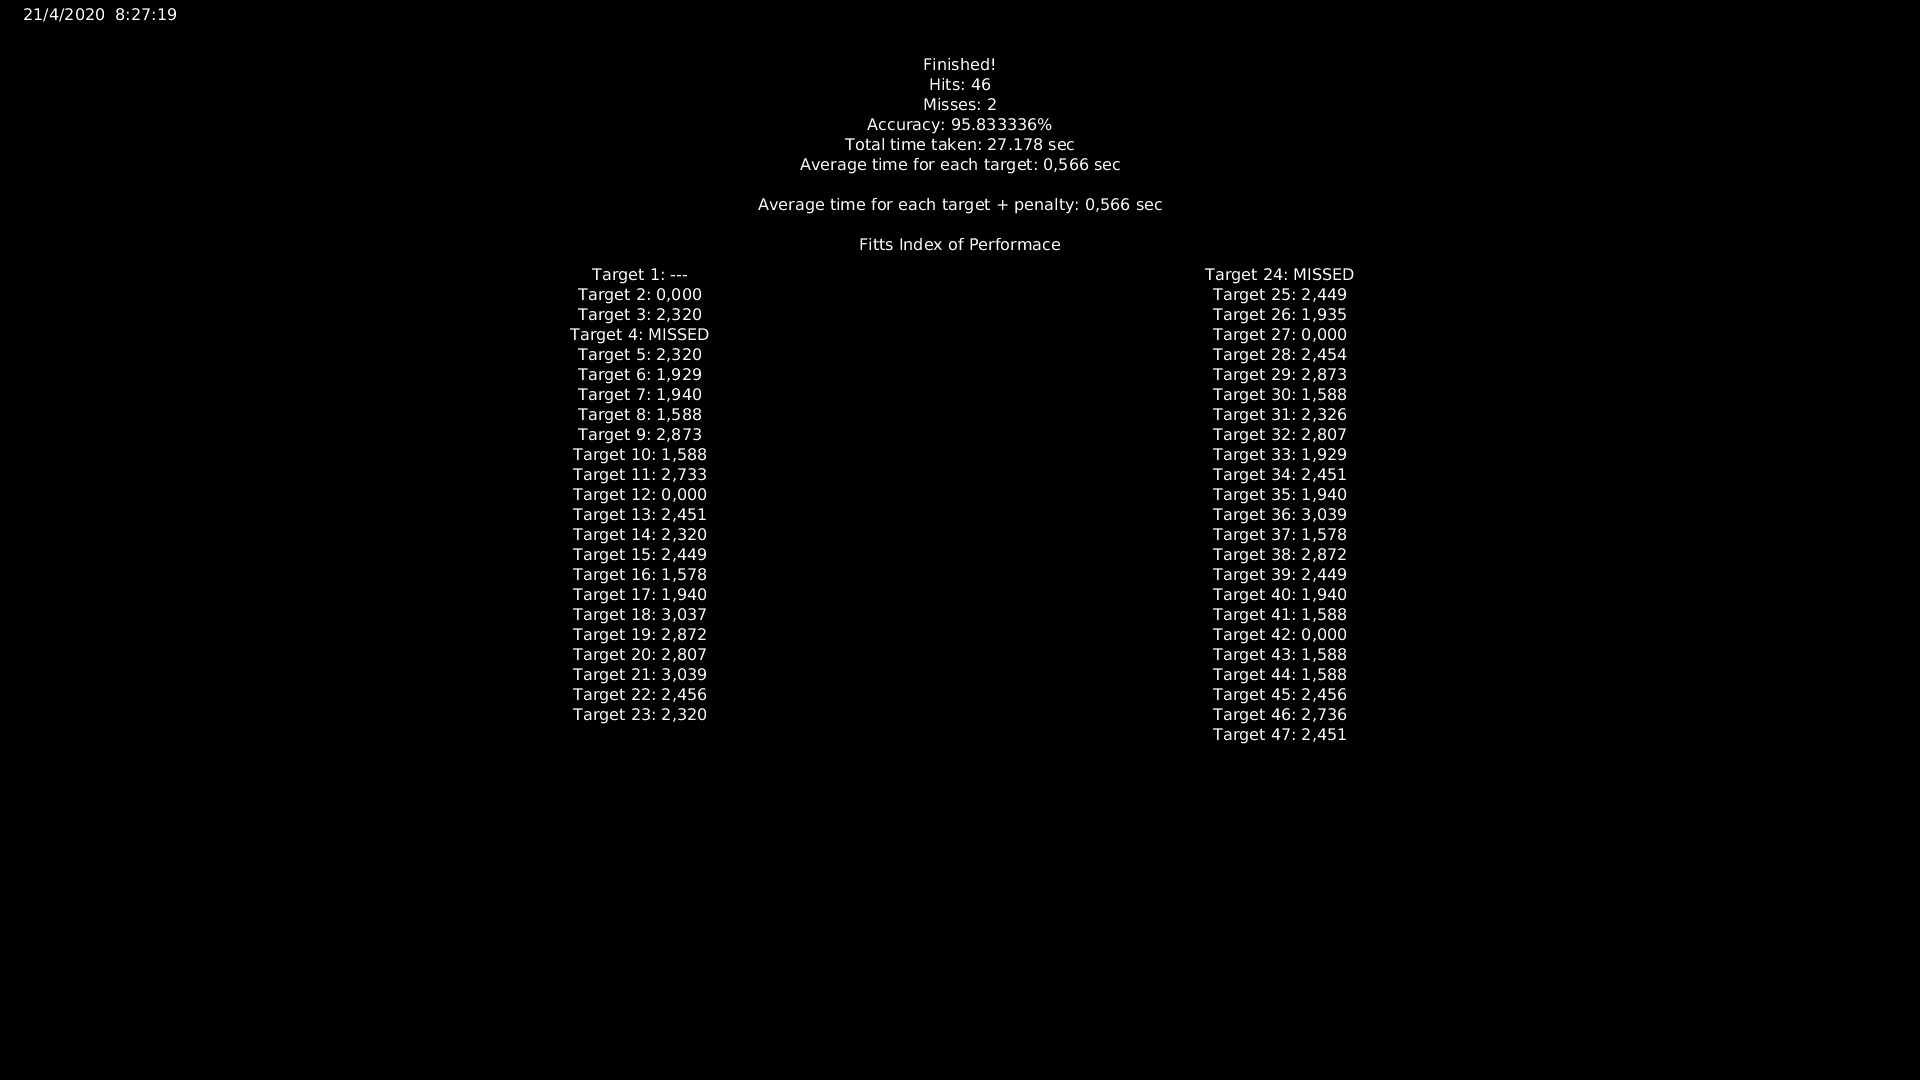 21/4/2020  8:27:19
Finished!
Hits: 46
Misses: 2
Accuracy: 95.833336%
Total time taken: 27.178 sec
Average time for each target: 0,566 sec
Average time for each target + penalty: 0,566 sec
Fitts Index of Performace
Target 1: ---
Target 2: 0,000
Target 3: 2,320
Target 4: MISSED
Target 5: 2,320
Target 6: 1,929
Target 7: 1,940
Target 8: 1,588
Target 9: 2,873
Target 10: 1,588
Target 11: 2,733
Target 12: 0,000
Target 13: 2,451
Target 14: 2,320
Target 15: 2,449
Target 16: 1,578
Target 17: 1,940
Target 18: 3,037
Target 19: 2,872
Target 20: 2,807
Target 21: 3,039
Target 22: 2,456
Target 23: 2,320
Target 24: MISSED
Target 25: 2,449
Target 26: 1,935
Target 27: 0,000
Target 28: 2,454
Target 29: 2,873
Target 30: 1,588
Target 31: 2,326
Target 32: 2,807
Target 33: 1,929
Target 34: 2,451
Target 35: 1,940
Target 36: 3,039
Target 37: 1,578
Target 38: 2,872
Target 39: 2,449
Target 40: 1,940
Target 41: 1,588
Target 42: 0,000
Target 43: 1,588
Target 44: 1,588
Target 45: 2,456
Target 46: 2,736
Target 47: 2,451